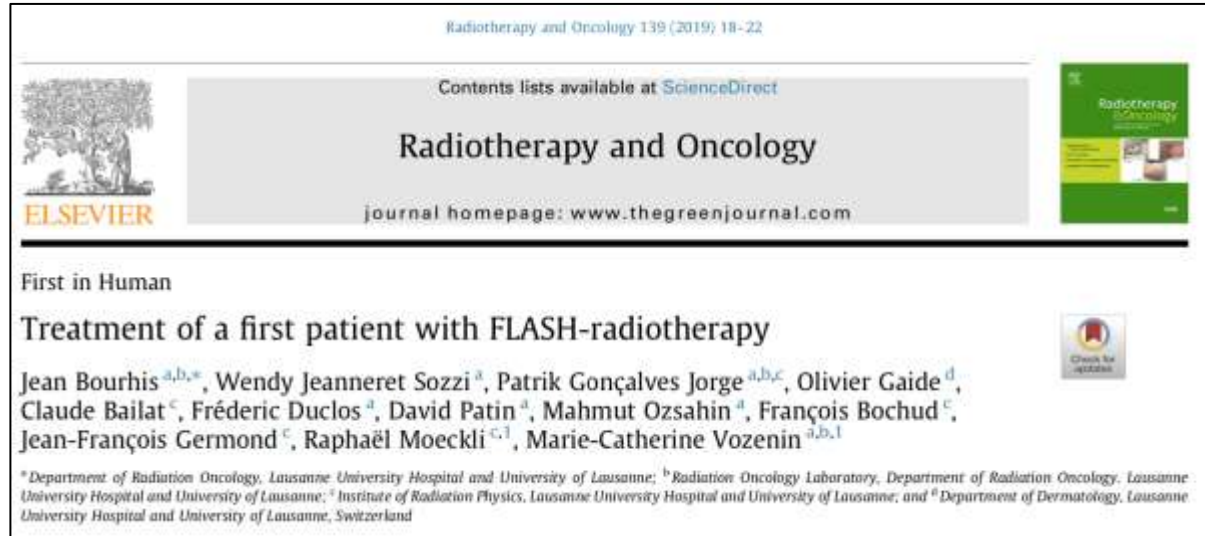 Radiotherapy and Oncology 139 (2019) 18–22
Contents lists available at ScienceDirect
Radiotherapy and Oncology
journal homepage: www.thegreenjournal.com
ELSEVIER
Radiotherapy
&Oncology
First in Human
Treatment of a first patient with FLASH-radiotherapy
Check for
updates
Jean Bourhis a,b,*, Wendy Jeanneret Sozzi a, Patrik Gonçalves Jorge a,b,c, Olivier Gaide d,
Claude Bailat c, Fréderic Duclos a, David Patin a, Mahmut Ozsahin a, François Bochud c,
Jean-François Germond c, Raphaël Moeckli c,1, Marie-Catherine Vozenin a,b,1
a Department of Radiation Oncology, Lausanne University Hospital and University of Lausanne; b Radiation Oncology Laboratory, Department of Radiation Oncology, Lausanne
University Hospital and University of Lausanne; c Institute of Radiation Physics, Lausanne University Hospital and University of Lausanne; and d Department of Dermatology, Lausanne
University Hospital and University of Lausanne, Switzerland